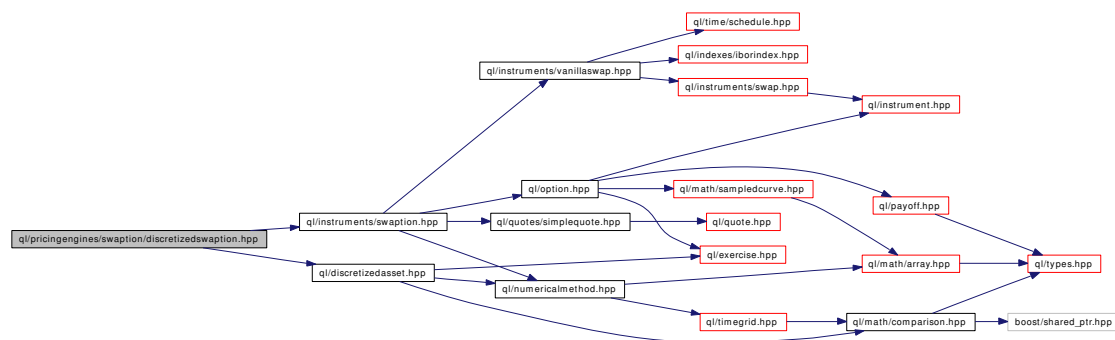 ql/time/schedule.hpp
ql/indexes/iborindex.hpp
ql/instruments/vanillaswap.hpp
ql/instruments/swap.hpp
ql/instrument.hpp
ql/option.hpp
ql/math/sampledcurve.hpp
ql/payoff.hpp
ql/instruments/swaption.hpp
ql/quotes/simplequote.hpp
ql/quote.hpp
ql/pricingengines/swaption/discretizedswaption.hpp
ql/exercise.hpp
ql/math/array.hpp
ql/types.hpp
ql/discretizedasset.hpp
ql/numericalmethod.hpp
ql/timegrid.hpp
ql/math/comparison.hpp
boost/shared_ptr.hpp